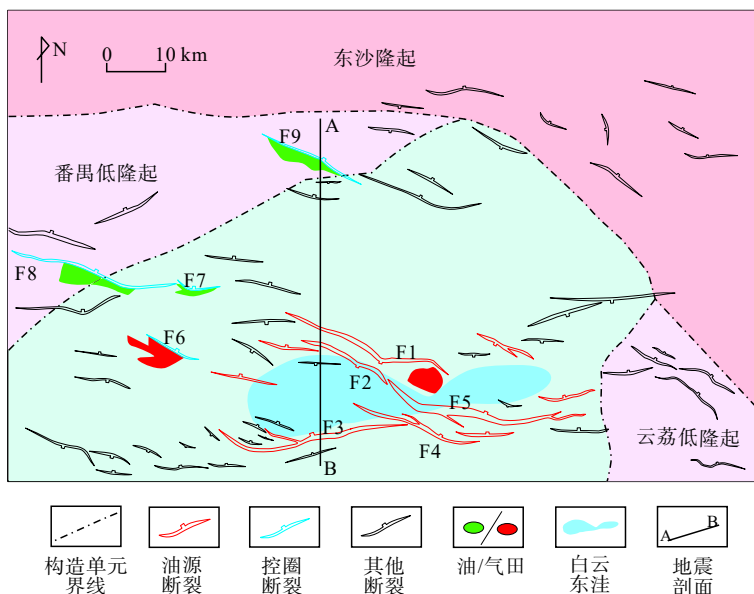 东沙隆起
N
0 10 km
A
F9
番禺低隆起
F8
F7
F6
F1
F2
F5
F3
F4
云荔低隆起
B
构造单元
界线
油源
断裂
控圈
断裂
其他
断裂
油/气田
白云
东洼
A
B
地震
剖面